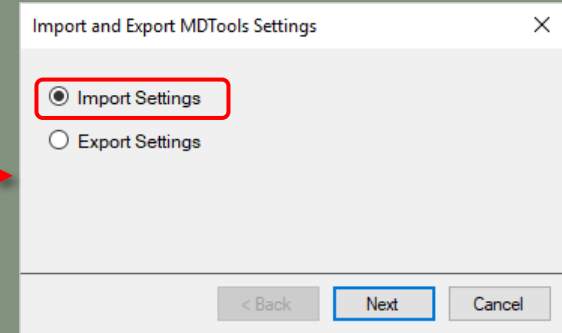 Import and Export MDTools Settings
Import Settings
Export Settings
< Back Next Cancel